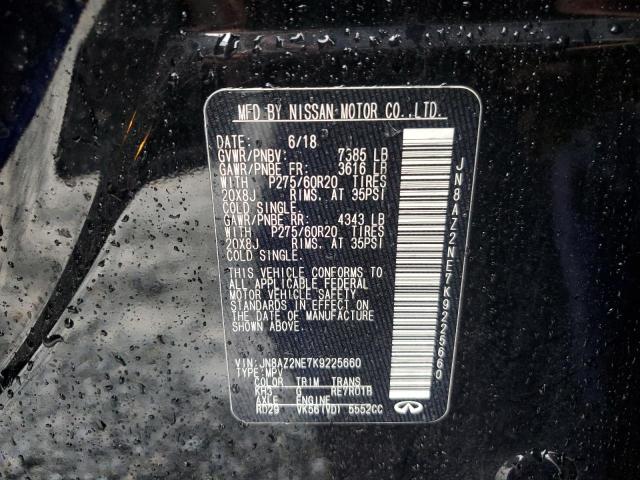 MFD BY NISSAN MOTOR CO.,LTD.
DATE: 6/18
GVWR/PNBV: 7385 LB
GAWR/PNBE FR: 3616 LB
WITH P275/60R20 TIRES
20X8J RIMS. AT 35PSI
COLD SINGLE.
GAWR/PNBE RR: 4343 LB
WITH P275/60R20 TIRES
20X8J RIMS. AT 35PSI
COLD SINGLE.
THIS VEHICLE CONFORMS TO
ALL APPLICABLE FEDERAL
MOTOR VEHICLE SAFETY
STANDARDS IN EFFECT ON
THE DATE OF MANUFACTURE
SHOWN ABOVE.
VIN: JN8AZ2NE7K9225660
TYPE: MPV
COLOR TRIM TRANS
KH3 G RE7R01B
AXLE ENGINE
RD29 VK56(VD) 5552CC
JN8AZ2NE7K9225660
INFINITI